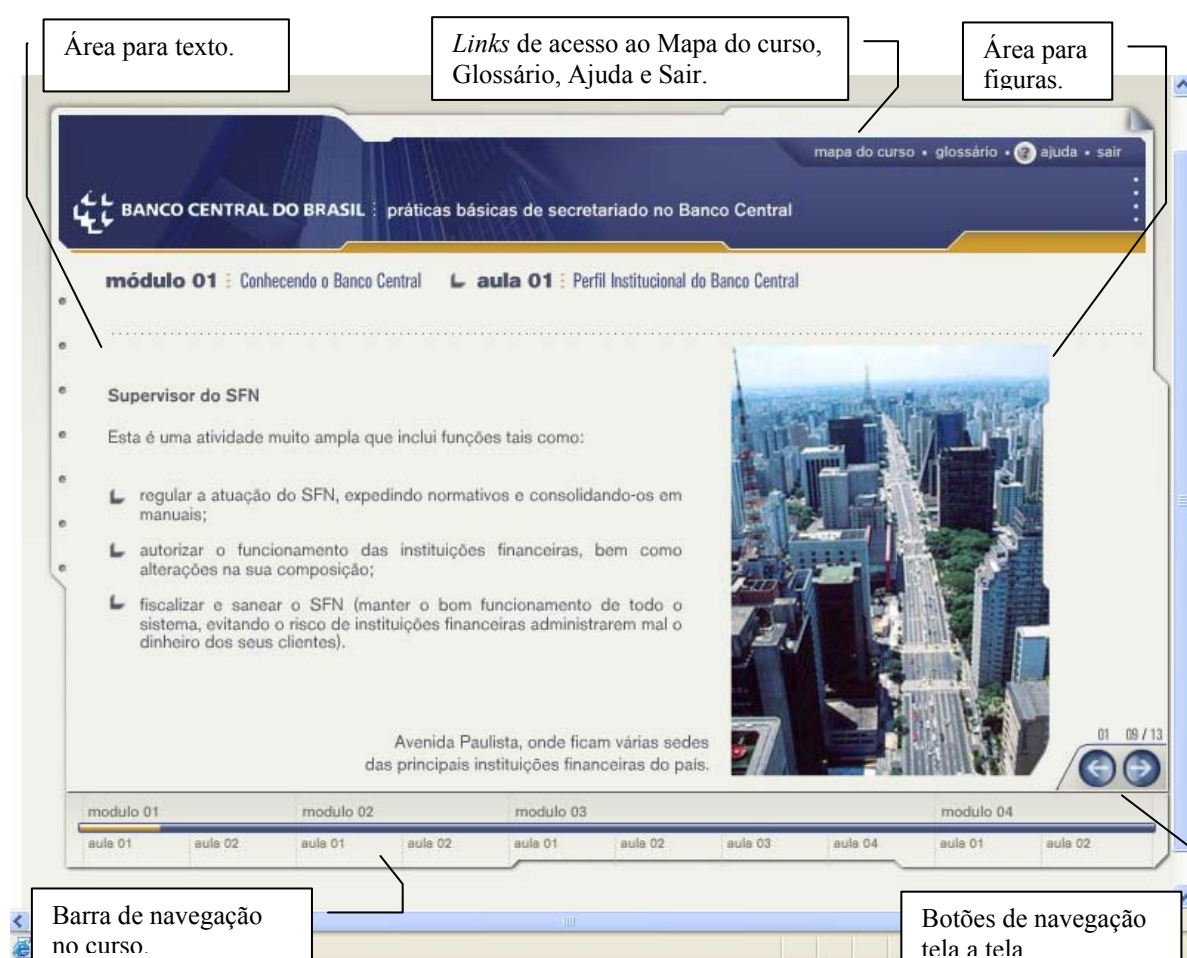 Área para texto.
Links de acesso ao Mapa do curso,
Glossário, Ajuda e Sair.
Área para
figuras.
mapa do curso • glossário • ? ajuda • sair
BANCO CENTRAL DO BRASIL práticas básicas de secretariado no Banco Central
módulo 01 Conhecendo o Banco Central aula 01 Perfil Institucional do Banco Central
Supervisor do SFN
Esta é uma atividade muito ampla que inclui funções tais como:
regular a atuação do SFN, expedindo normativos e consolidando-os em
manuais;
autorizar o funcionamento das instituições financeiras, bem como
alterações na sua composição;
fiscalizar e sanear o SFN (manter o bom funcionamento de todo o
sistema, evitando o risco de instituições financeiras administrarem mal o
dinheiro dos seus clientes).
Avenida Paulista, onde ficam várias sedes
das principais instituições financeiras do país.
01 09 / 13
modulo 01 modulo 02 modulo 03 modulo 04
aula 01 aula 02 aula 01 aula 02 aula 01 aula 02 aula 03 aula 04 aula 01 aula 02
Barra de navegação
no curso.
Botões de navegação
tela a tela